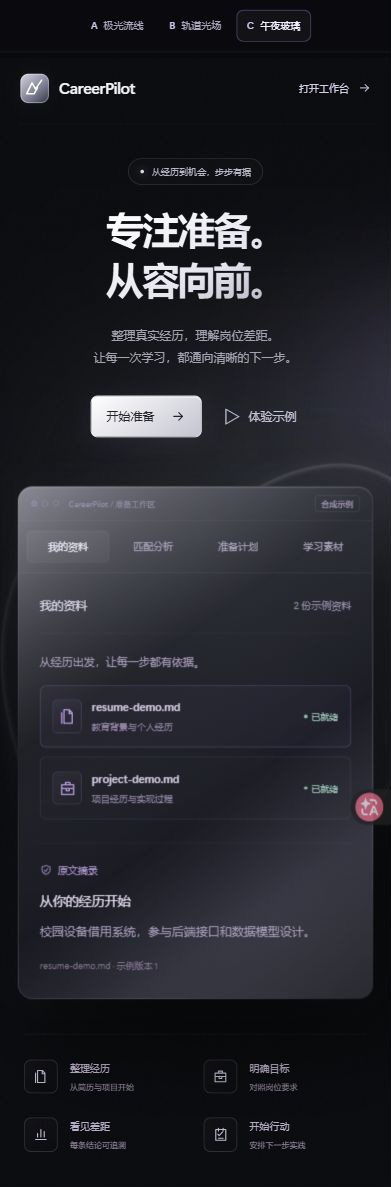 A 极光流线 B 轨道光场 C 午夜玻璃
CareerPilot 打开工作台 →
从经历到机会，步步有据
专注准备。
从容向前。
整理真实经历，理解岗位差距。
让每一次学习，都通向清晰的下一步。
开始准备 → 体验示例
CareerPilot / 准备工作区 合成示例
我的资料 匹配分析 准备计划 学习素材
我的资料 2 份示例资料
从经历出发，让每一步都有依据。
resume-demo.md
教育背景与个人经历
已就绪
project-demo.md
项目经历与实现过程
已就绪
原文摘录
从你的经历开始
校园设备借用系统，参与后端接口和数据模型设计。
resume-demo.md · 示例版本 1
整理经历
从简历与项目开始
明确目标
对照岗位要求
看见差距
每条结论可追溯
开始行动
安排下一步实践